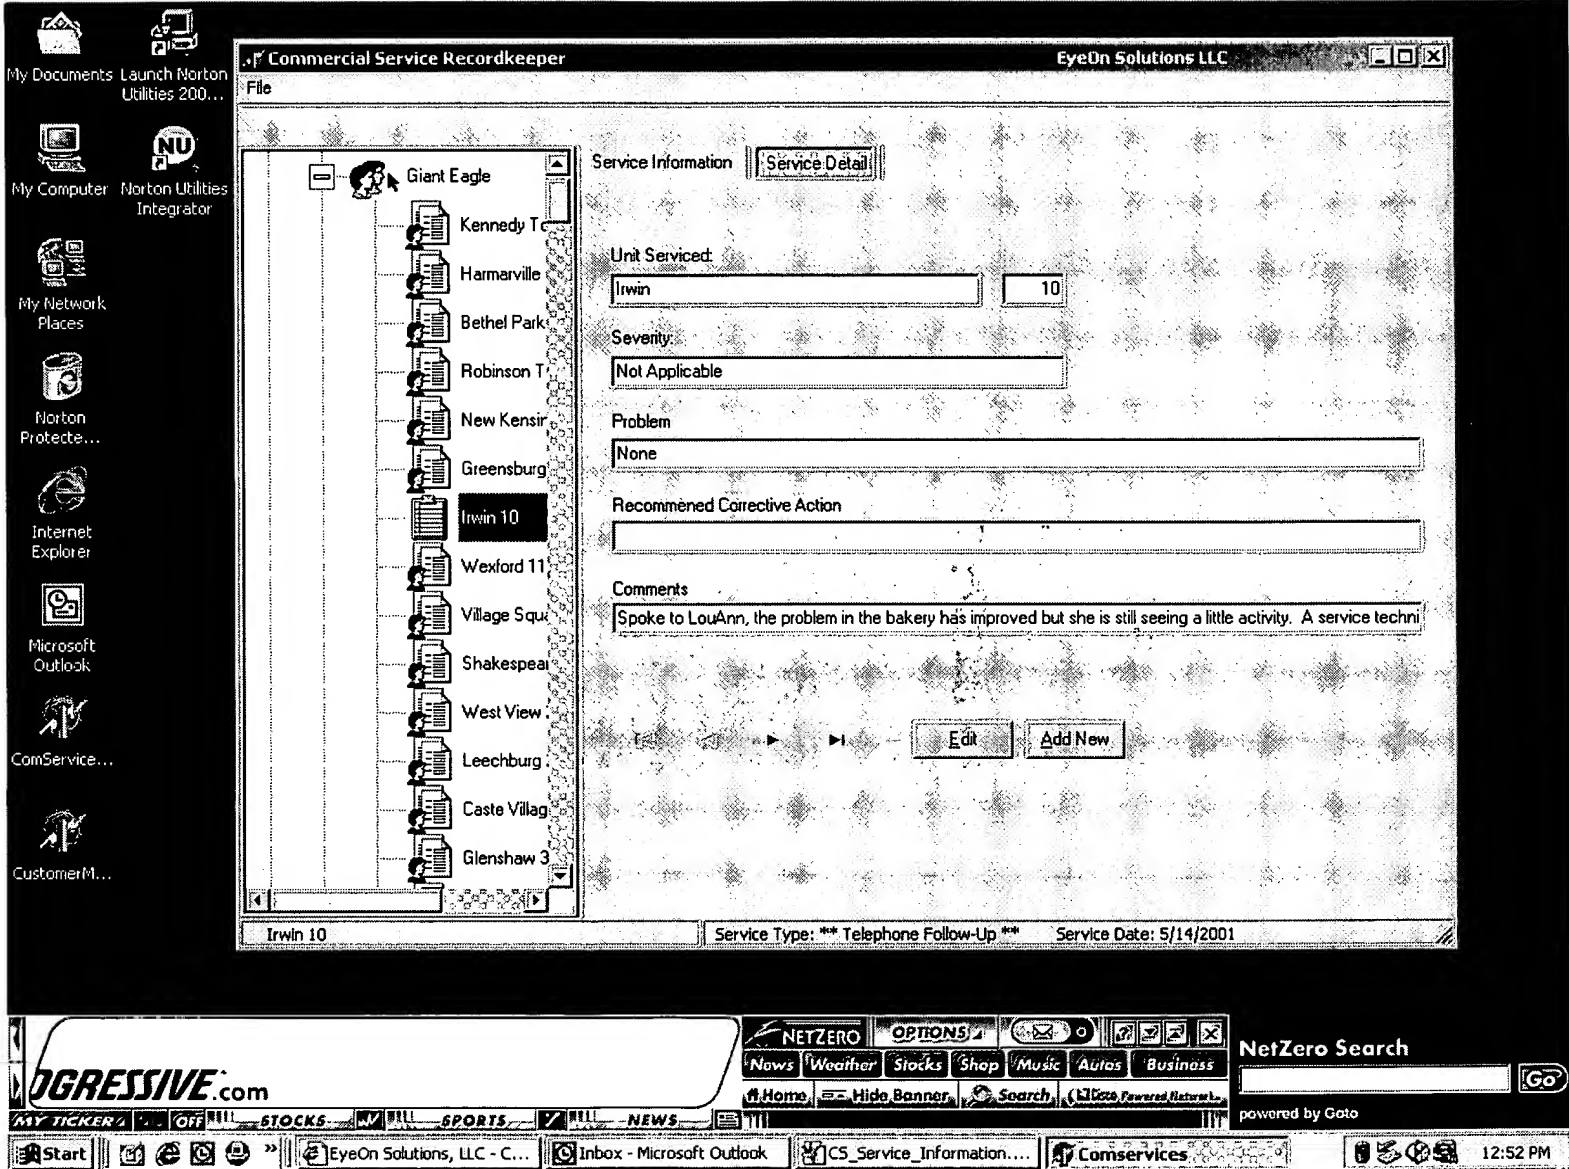 My Documents
Launch Norton
Utilities 200...
My Computer
Norton Utilities
Integrator
My Network
Places
Norton
Protecte...
Internet
Explorer
Microsoft
Outlook
ComService...
CustomerM...
Commercial Service Recordkeeper
EyeOn Solutions LLC
File
Giant Eagle
Kennedy To
Harmarville
Bethel Park
Robinson T
New Kensin
Greensburg
Irwin 10
Wexford 11
Village Squa
Shakespear
West View
Leechburg
Caste Villag
Glenshaw 3
Service Information
Service Detail
Unit Serviced:
Irwin
10
Severity:
Not Applicable
Problem
None
Recommened Corrective Action
Comments
Spoke to LouAnn, the problem in the bakery has improved but she is still seeing a little activity. A service techni
Edit
Add New
Irwin 10
Service Type: ** Telephone Follow-Up **
Service Date: 5/14/2001
NETZERO
OPTIONS
News
Weather
Stocks
Shop
Music
Autos
Business
Home
Hide Banner
Search
OGRESSIVE.com
MY TICKER
OFF
STOCKS
SPORTS
NEWS
NetZero Search
Go
powered by Goto
Start
EyeOn Solutions, LLC - C...
Inbox - Microsoft Outlook
CS_Service_Information....
Comservices
12:52 PM